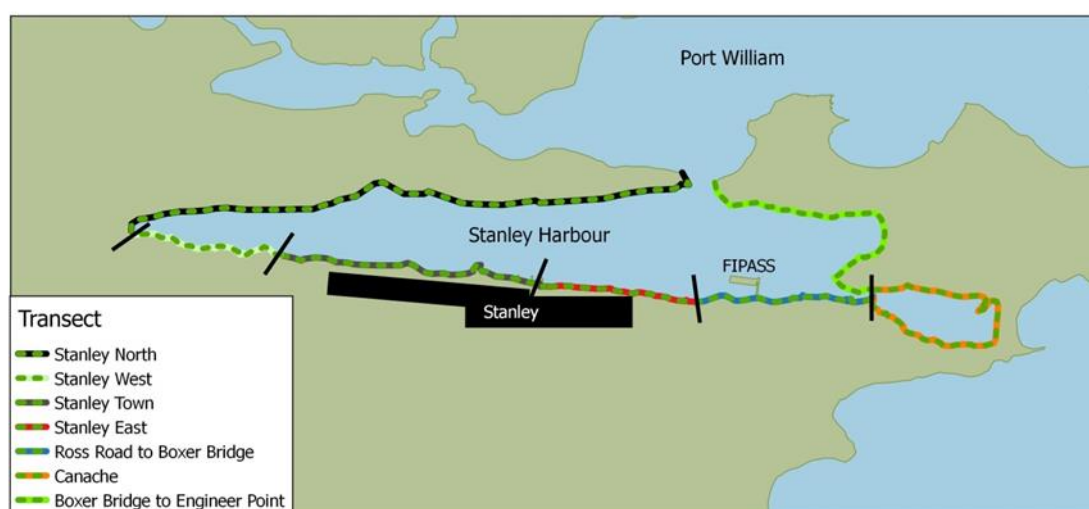 Port William
Stanley Harbour
FIPASS
Stanley
Transect
Stanley North
Stanley West
Stanley Town
Stanley East
Ross Road to Boxer Bridge
Canache
Boxer Bridge to Engineer Point